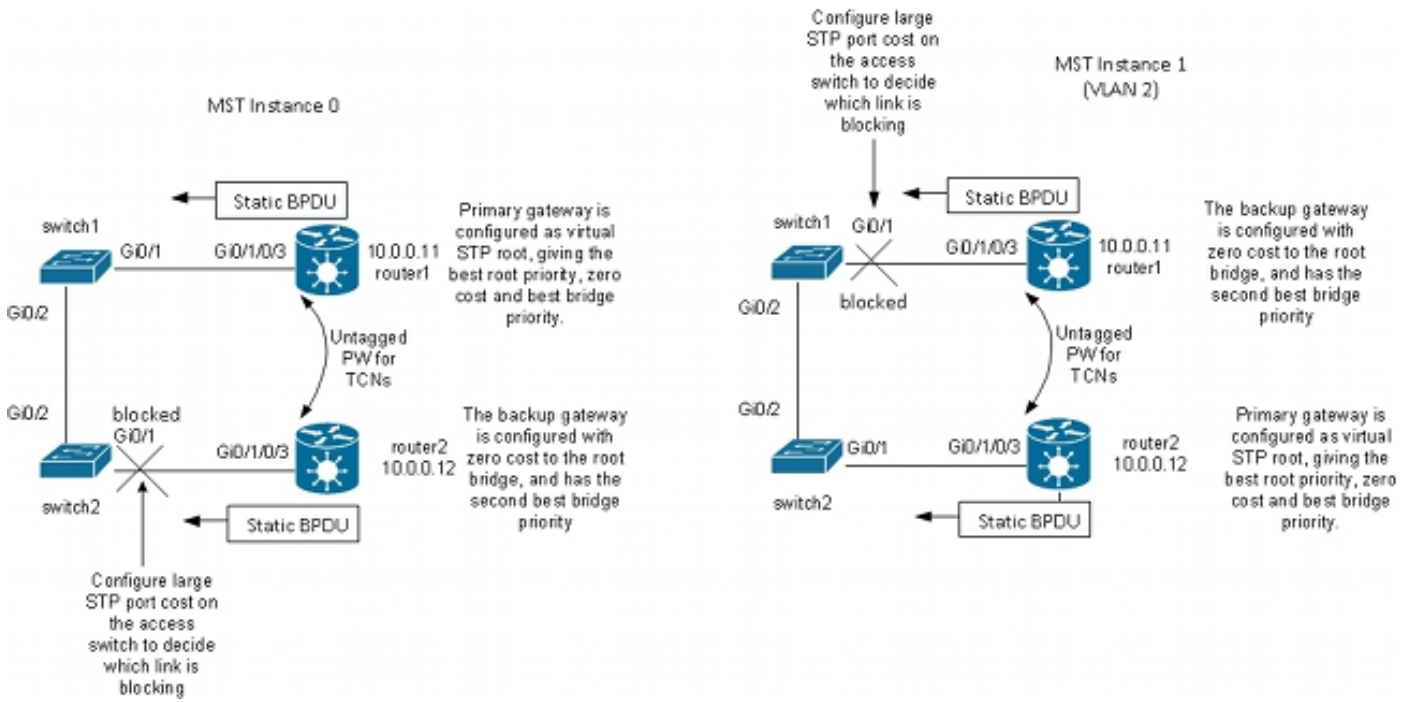 MST Instance 0
Static BPDU
switch1
Gi0/1
Gi0/1/0/3
10.0.0.11
router1
Primary gateway is
configured as virtual
STP root, giving the
best root priority, zero
cost and best bridge
priority.
Gi0/2
Untagged
PW for
TCNs
Gi0/2
blocked
Gi0/1
Gi0/1/0/3
router2
10.0.0.12
The backup gateway
is configured with
zero cost to the root
bridge, and has the
second best bridge
priority
switch2
Static BPDU
Configure large
STP port cost on
the access
switch to decide
which link is
blocking
Configure large
STP port cost on
the access
switch to decide
which link is
blocking
MST Instance 1
(VLAN 2)
Static BPDU
switch1
Gi0/1
Gi0/1/0/3
10.0.0.11
router1
The backup gateway
is configured with
zero cost to the root
bridge, and has the
second best bridge
priority
blocked
Gi0/2
Untagged
PW for
TCNs
Gi0/2
Gi0/1
Gi0/1/0/3
router2
10.0.0.12
Primary gateway is
configured as virtual
STP root, giving the
best root priority, zero
cost and best bridge
priority.
switch2
Static BPDU